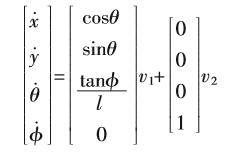 ẋ cosθ 0
ẏ sinθ 0
θ̇ = tanϕ/l v₁+ 0 v₂
ϕ̇ 0 1